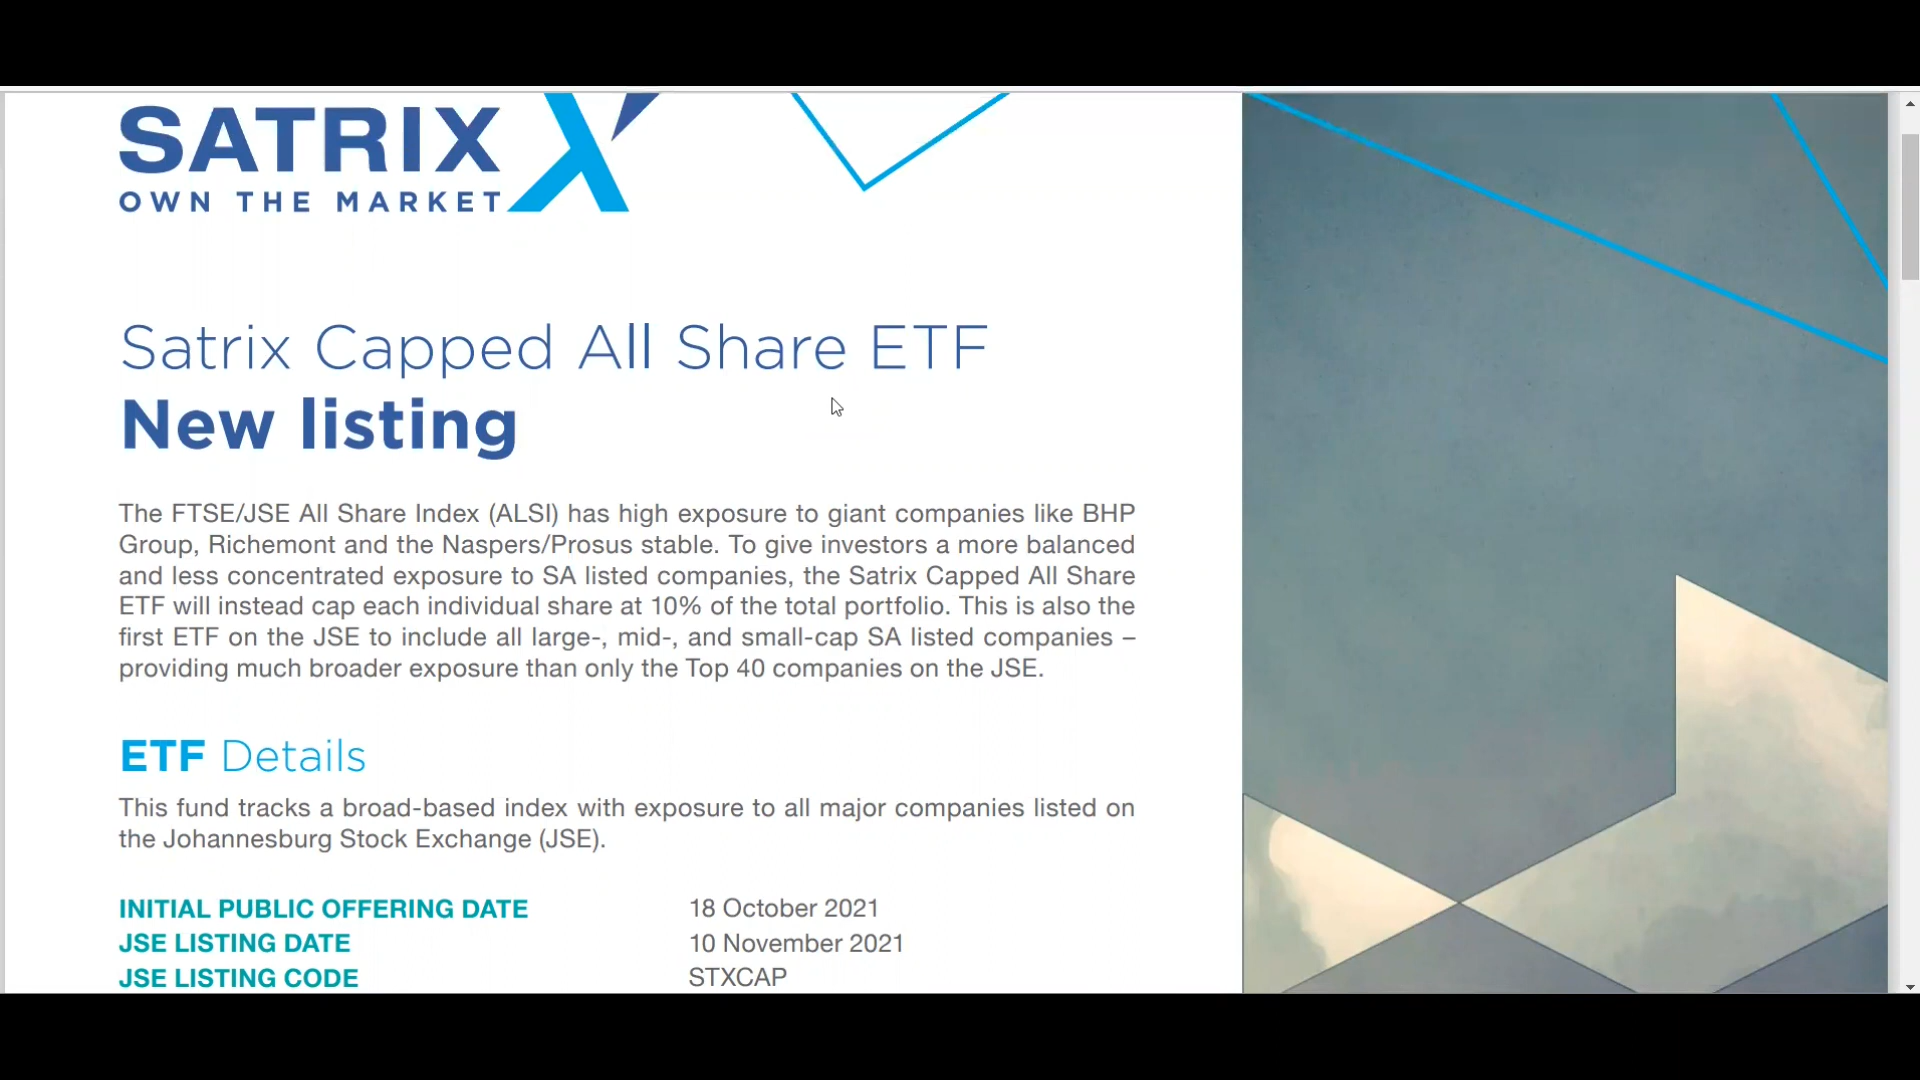 SATRIX
OWN THE MARKET
Satrix Capped All Share ETF
New listing
The FTSE/JSE All Share Index (ALSI) has high exposure to giant companies like BHP
Group, Richemont and the Naspers/Prosus stable. To give investors a more balanced
and less concentrated exposure to SA listed companies, the Satrix Capped All Share
ETF will instead cap each individual share at 10% of the total portfolio. This is also the
first ETF on the JSE to include all large-, mid-, and small-cap SA listed companies –
providing much broader exposure than only the Top 40 companies on the JSE.
ETF Details
This fund tracks a broad-based index with exposure to all major companies listed on
the Johannesburg Stock Exchange (JSE).
INITIAL PUBLIC OFFERING DATE 18 October 2021
JSE LISTING DATE 10 November 2021
JSE LISTING CODE STXCAP